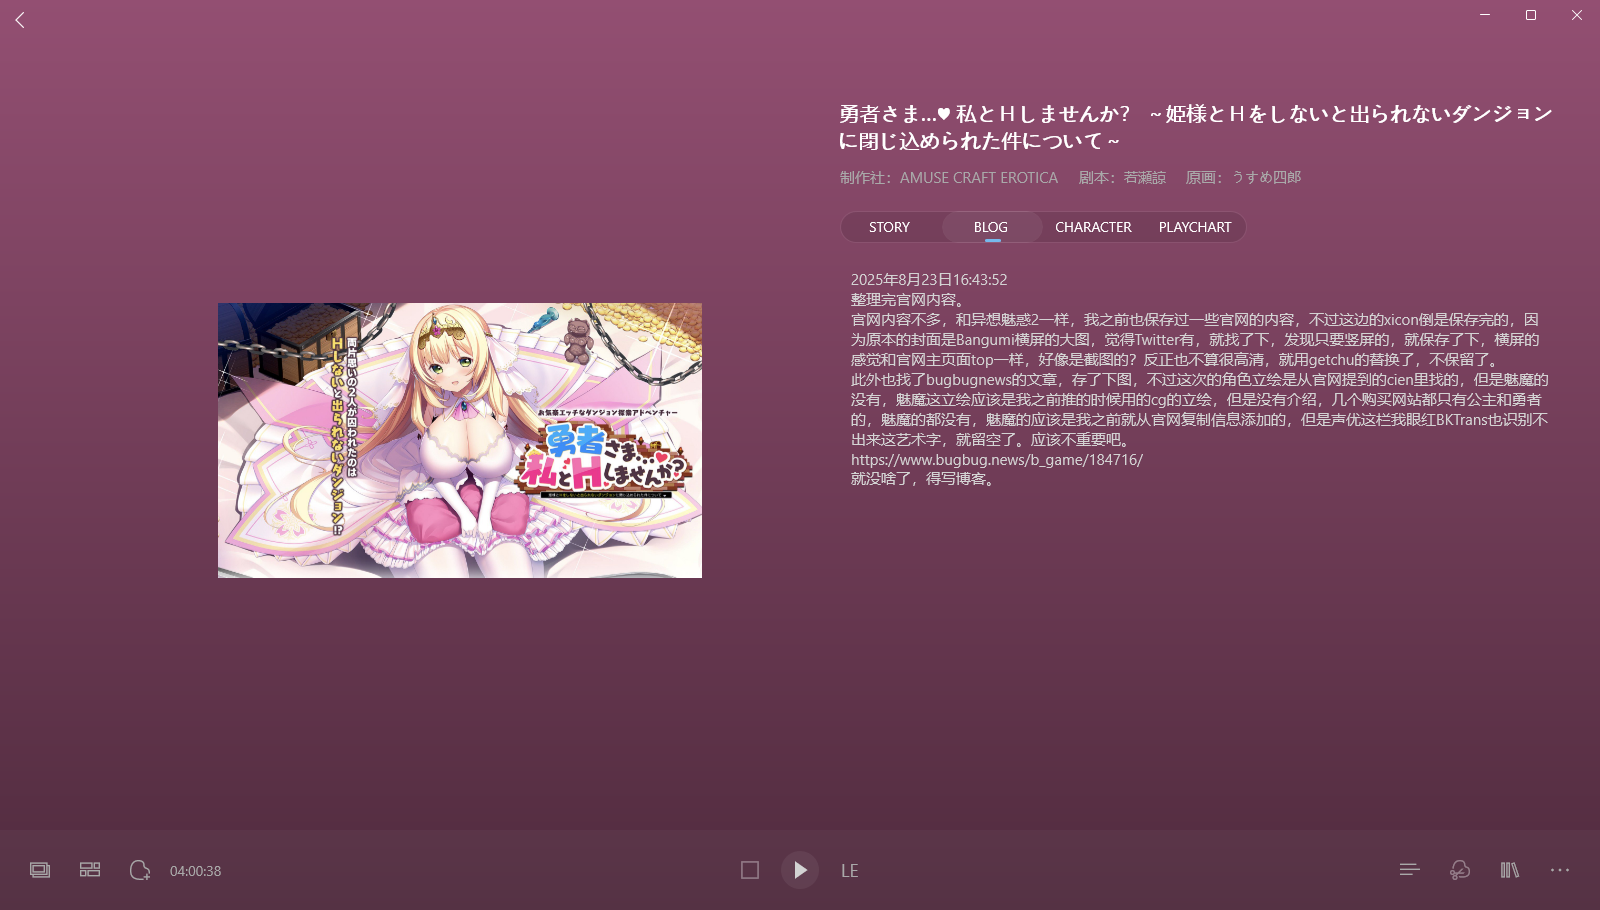 勇者さま…♥ 私とＨしませんか？ ～姫様とＨをしないと出られないダンジョン
に閉じ込められた件について～
制作社：AMUSE CRAFT EROTICA 剧本：若瀬諒 原画：うすめ四郎
STORY BLOG CHARACTER PLAYCHART
2025年8月23日16:43:52
整理完官网内容。
官网内容不多，和异想魅惑2一样，我之前也保存过一些官网的内容，不过这边的xicon倒是保存完的，因
为原本的封面是Bangumi横屏的大图，觉得Twitter有，就找了下，发现只要竖屏的，就保存了下，横屏的
感觉和官网主页面top一样，好像是截图的？反正也不算很高清，就用getchu的替换了，不保留了。
此外也找了bugbugnews的文章，存了下图，不过这次的角色立绘是从官网提到的cien里找的，但是魅魔的
没有，魅魔这立绘应该是我之前推的时候用的cg的立绘，但是没有介绍，几个购买网站都只有公主和勇者
的，魅魔的都没有，魅魔的应该是我之前就从官网复制信息添加的，但是声优这栏我眼红BKTrans也识别不
出来这艺术字，就留空了。应该不重要吧。
https://www.bugbug.news/b_game/184716/
就没啥了，得写博客。
両片思いの２人が囚われたのは
Hしないと出られないダンジョン!?
お気楽エッチなダンジョン探索アドベンチャー
勇者さま…♥
私とHしませんか?
04:00:38
LE